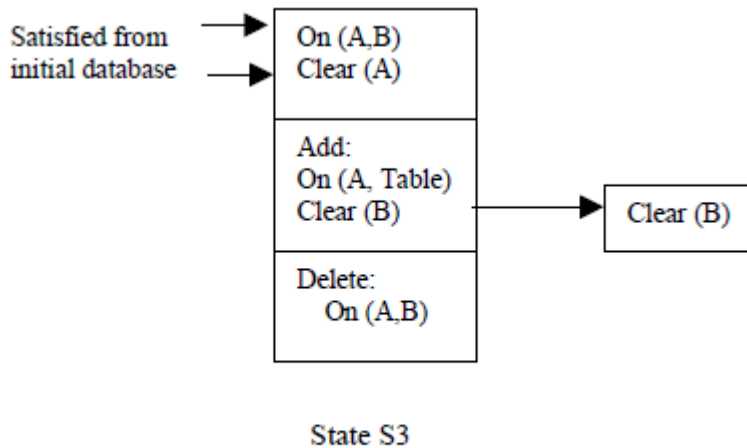 Satisfied from
initial database
On (A,B)
Clear (A)
Add:
On (A, Table)
Clear (B)
Clear (B)
Delete:
On (A,B)
State S3